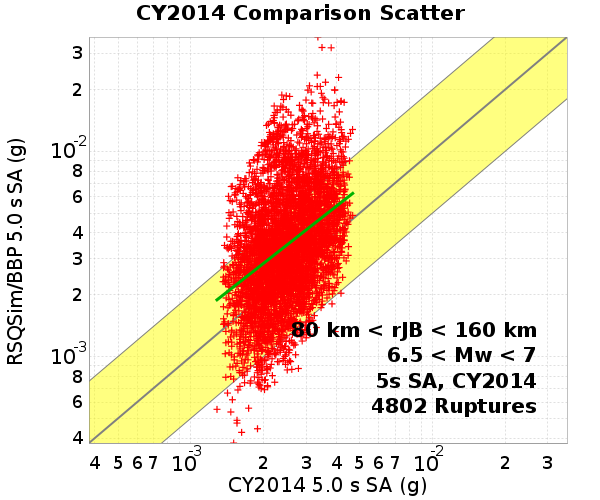 CY2014 Comparison Scatter
RSQSim/BBP 5.0 s SA (g)
3
2
10-2
8
6
4
3
2
10-3
8
6
4
80 km < rJB < 160 km
6.5 < Mw < 7
5s SA, CY2014
4802 Ruptures
4 5 6 7 10-3 2 3 4 5 6 7 10-2 2 3
CY2014 5.0 s SA (g)